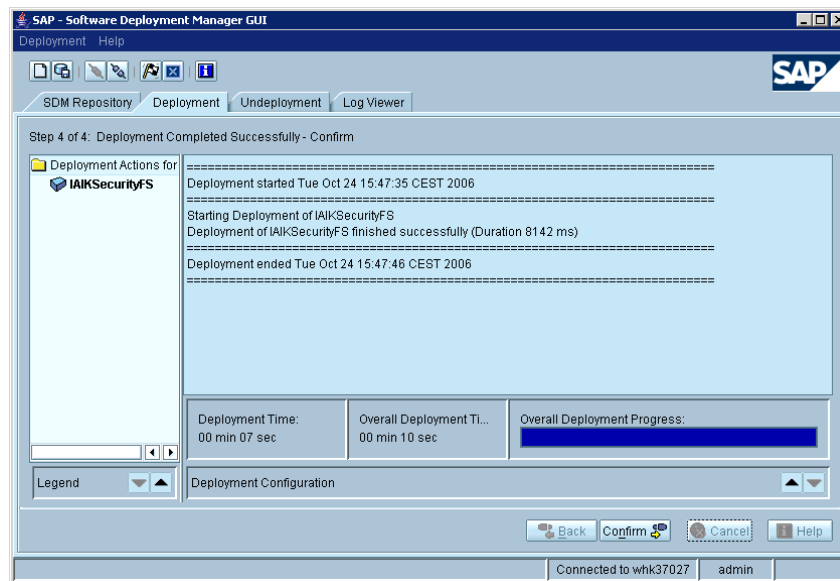 SAP - Software Deployment Manager GUI
Deployment Help
SAP
SDM Repository Deployment Undeployment Log Viewer
Step 4 of 4: Deployment Completed Successfully - Confirm
Deployment Actions for
IAIKSecurityFS
===========================================================================
Deployment started Tue Oct 24 15:47:35 CEST 2006
===========================================================================
Starting Deployment of IAIKSecurityFS
Deployment of IAIKSecurityFS finished successfully (Duration 8142 ms)
===========================================================================
Deployment ended Tue Oct 24 15:47:46 CEST 2006
===========================================================================
Deployment Time: Overall Deployment Ti... Overall Deployment Progress:
00 min 07 sec 00 min 10 sec
Legend Deployment Configuration
Back Confirm Cancel Help
Connected to whk37027 admin